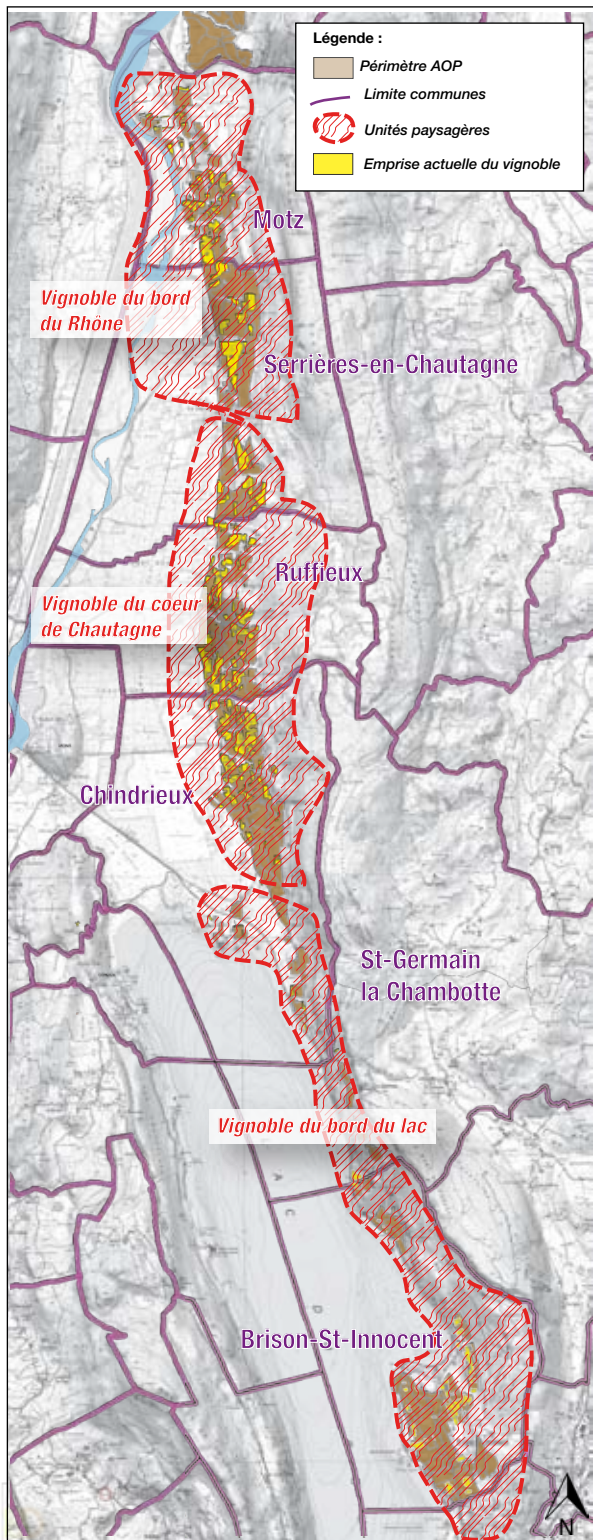 Légende :
Périmètre AOP
Limite communes
Unités paysagères
Emprise actuelle du vignoble
Motz
Vignoble du bord
du Rhône
Serrières-en-Chautagne
Ruffieux
Vignoble du coeur
de Chautagne
Chindrieux
St-Germain
la Chambotte
Vignoble du bord du lac
L A C D
Brison-St-Innocent
N